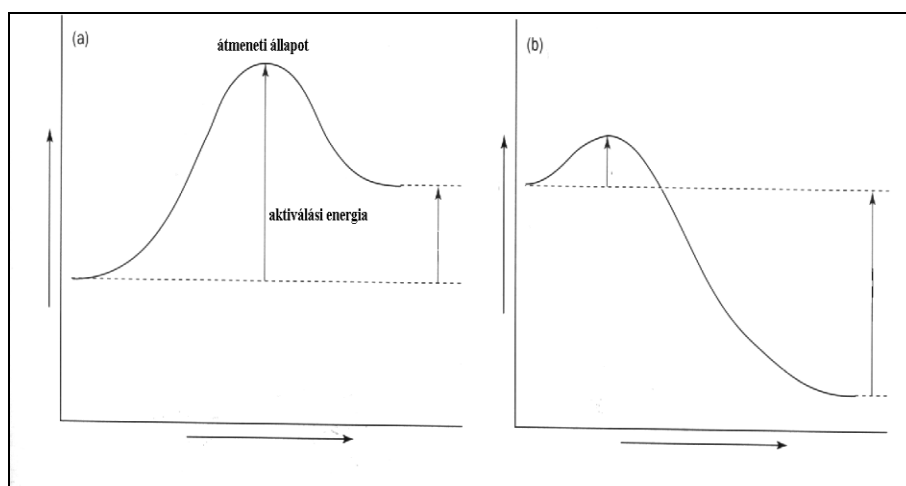 (a)
átmeneti állapot
aktiválási energia
(b)